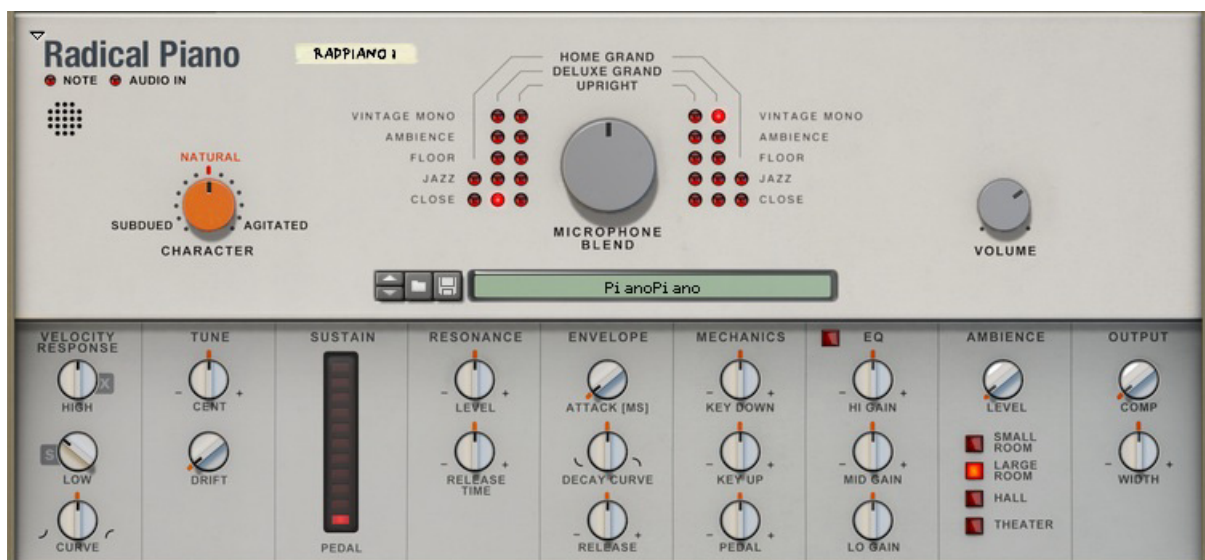 Radical Piano
RADPIANO 1
NOTE
AUDIO IN
HOME GRAND
DELUXE GRAND
UPRIGHT
VINTAGE MONO
AMBIENCE
FLOOR
JAZZ
CLOSE
VINTAGE MONO
AMBIENCE
FLOOR
JAZZ
CLOSE
MICROPHONE
BLEND
NATURAL
SUBDUED
AGITATED
CHARACTER
VOLUME
PianoPiano
VELOCITY
RESPONSE
HIGH
X
S
LOW
CURVE
TUNE
- +
CENT
DRIFT
SUSTAIN
PEDAL
RESONANCE
- +
LEVEL
- +
RELEASE
TIME
ENVELOPE
ATTACK [MS]
DECAY CURVE
- +
RELEASE
MECHANICS
- +
KEY DOWN
- +
KEY UP
- +
PEDAL
EQ
- +
HI GAIN
- +
MID GAIN
- +
LO GAIN
AMBIENCE
LEVEL
SMALL
ROOM
LARGE
ROOM
HALL
THEATER
OUTPUT
COMP
- +
WIDTH